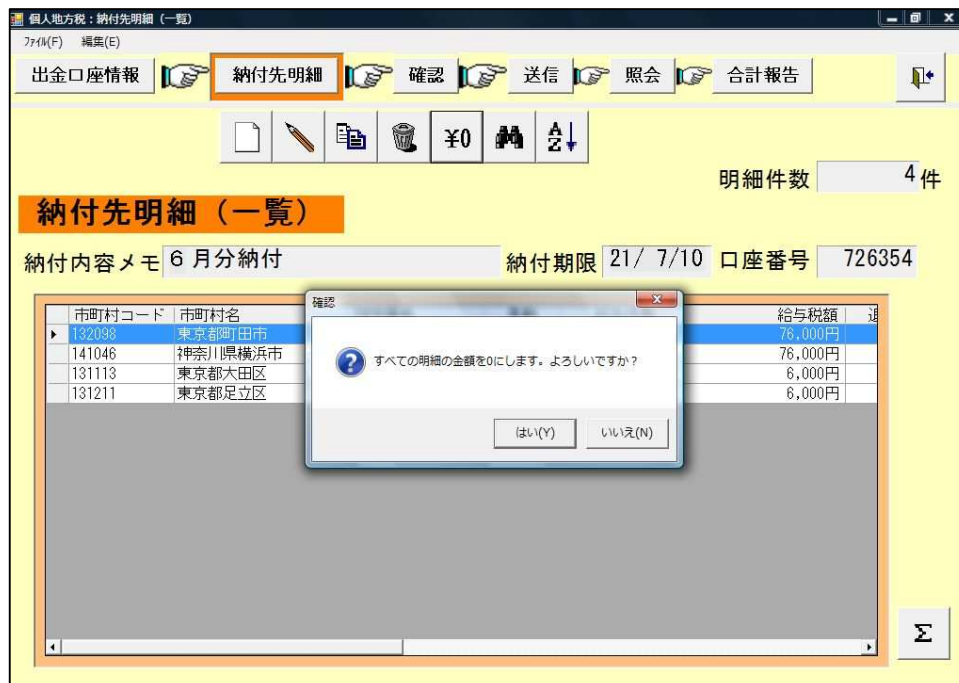 個人地方税:納付先明細(一覧)
ファイル(F) 編集(E)
出金口座情報 納付先明細 確認 送信 照会 合計報告
¥0 A Z
明細件数 4 件
納付先明細(一覧)
納付内容メモ 6月分納付 納付期限 21/ 7/10 口座番号 726354
市町村コード 市町村名 給与税額
132098 東京都町田市 76,000円
141046 神奈川県横浜市 76,000円
131113 東京都大田区 6,000円
131211 東京都足立区 6,000円
確認
すべての明細の金額を0にします。よろしいですか?
はい(Y) いいえ(N)
Σ